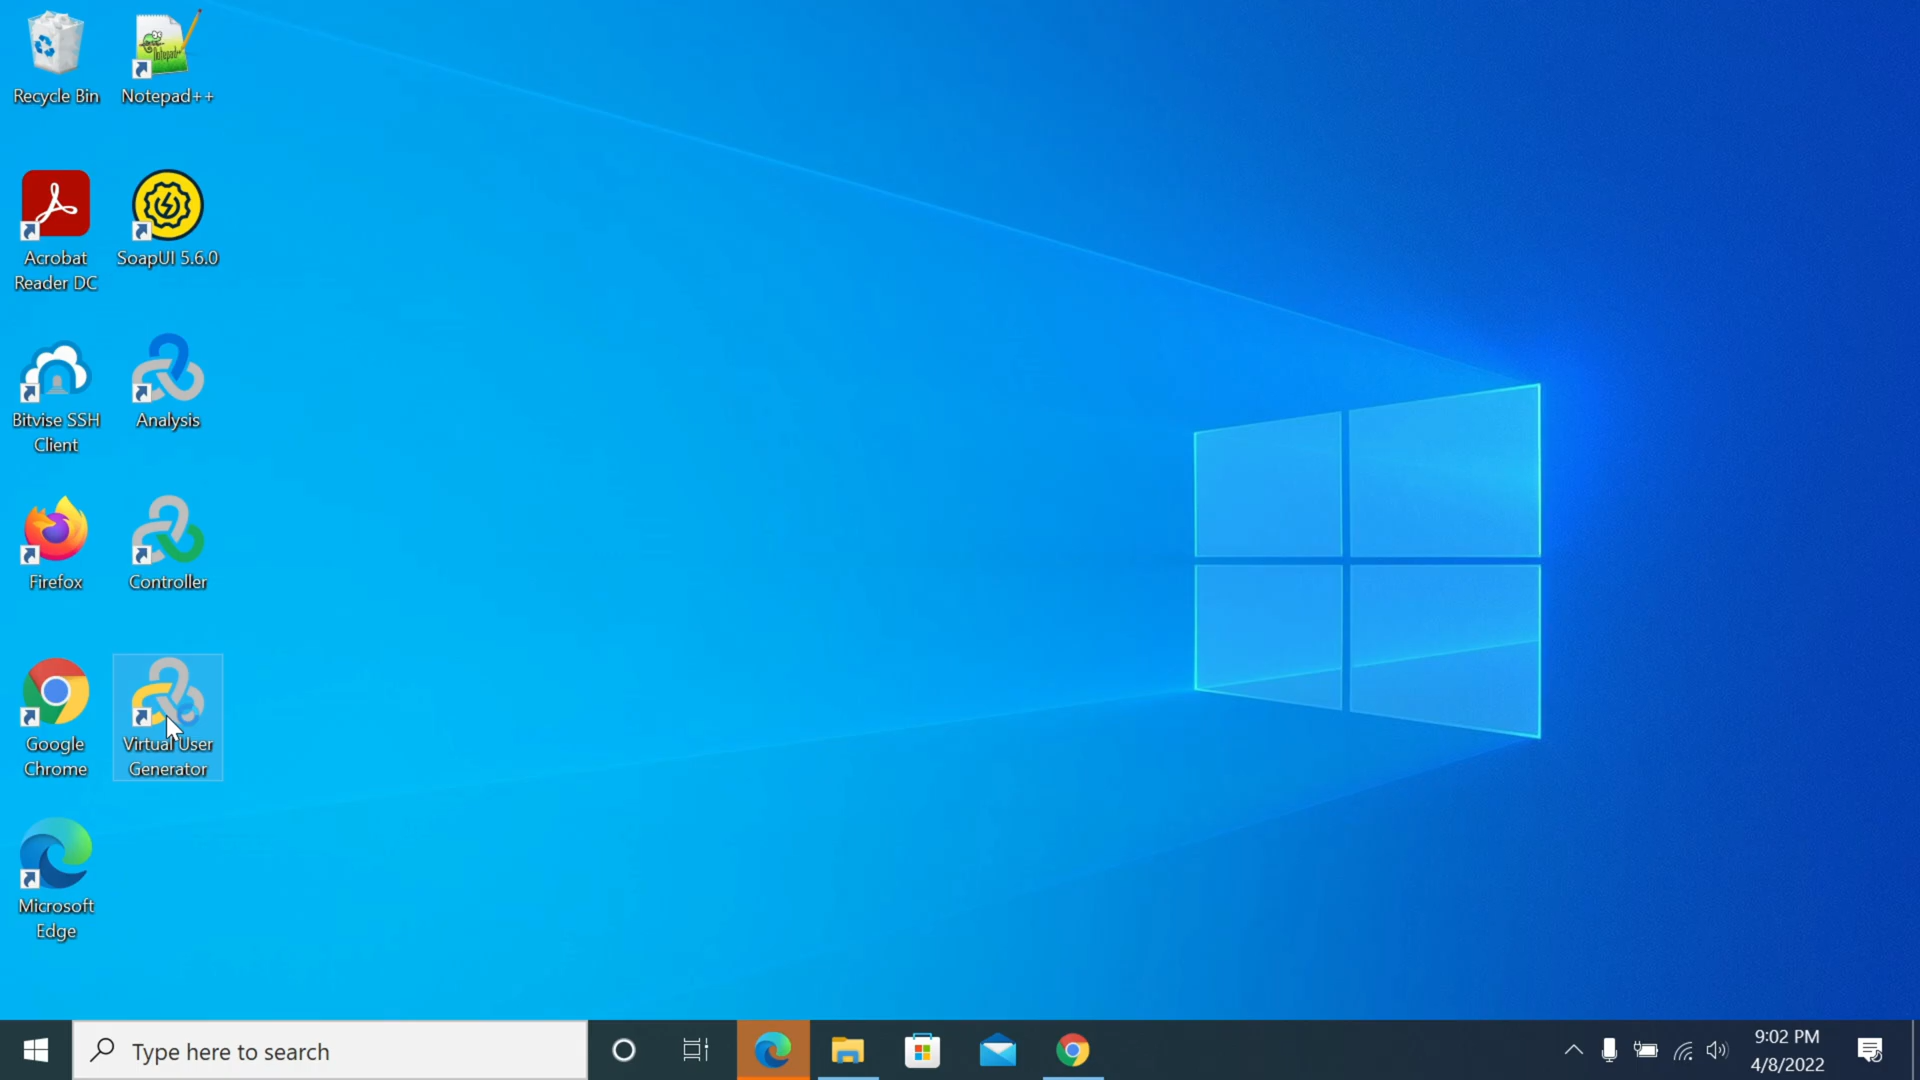 Recycle Bin
Notepad++
Acrobat
Reader DC
SoapUI 5.6.0
Bitvise SSH
Client
Analysis
Firefox
Controller
Google
Chrome
Virtual User
Generator
Microsoft
Edge
Type here to search
9:02 PM
4/8/2022